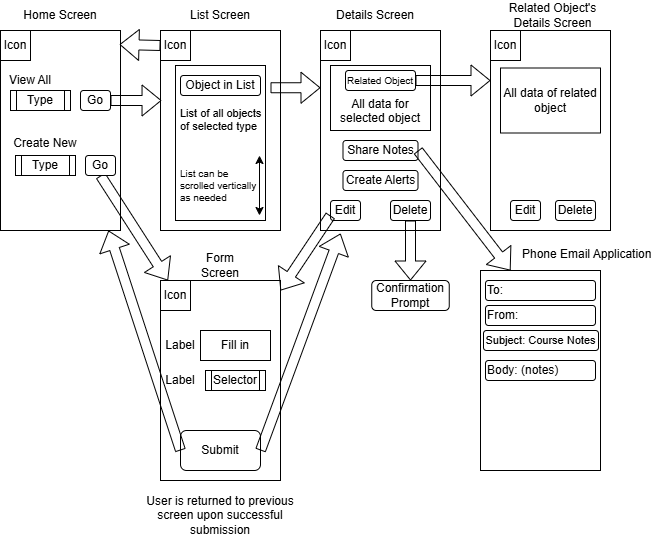 Home Screen
List Screen
Details Screen
Related Object's
Details Screen
Icon
Icon
Icon
Icon
View All
Type
Go
Create New
Type
Go
Object in List
List of all objects
of selected type
List can be
scrolled vertically
as needed
Related Object
All data for
selected object
Share Notes
Create Alerts
Edit
Delete
All data of related
object
Edit
Delete
Confirmation
Prompt
Form
Screen
Icon
Label
Fill in
Label
Selector
Submit
User is returned to previous
screen upon successful
submission
Phone Email Application
To:
From:
Subject: Course Notes
Body: (notes)